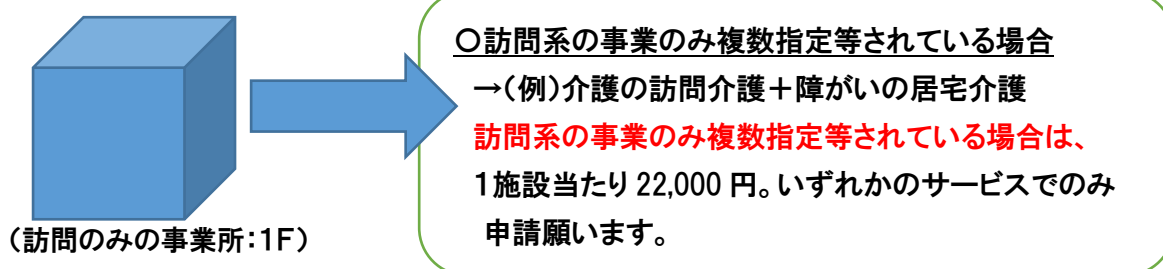 〇訪問系の事業のみ複数指定等されている場合
→(例)介護の訪問介護＋障がいの居宅介護
訪問系の事業のみ複数指定等されている場合は、
1施設当たり 22,000 円。いずれかのサービスでのみ
申請願います。
(訪問のみの事業所：1F)